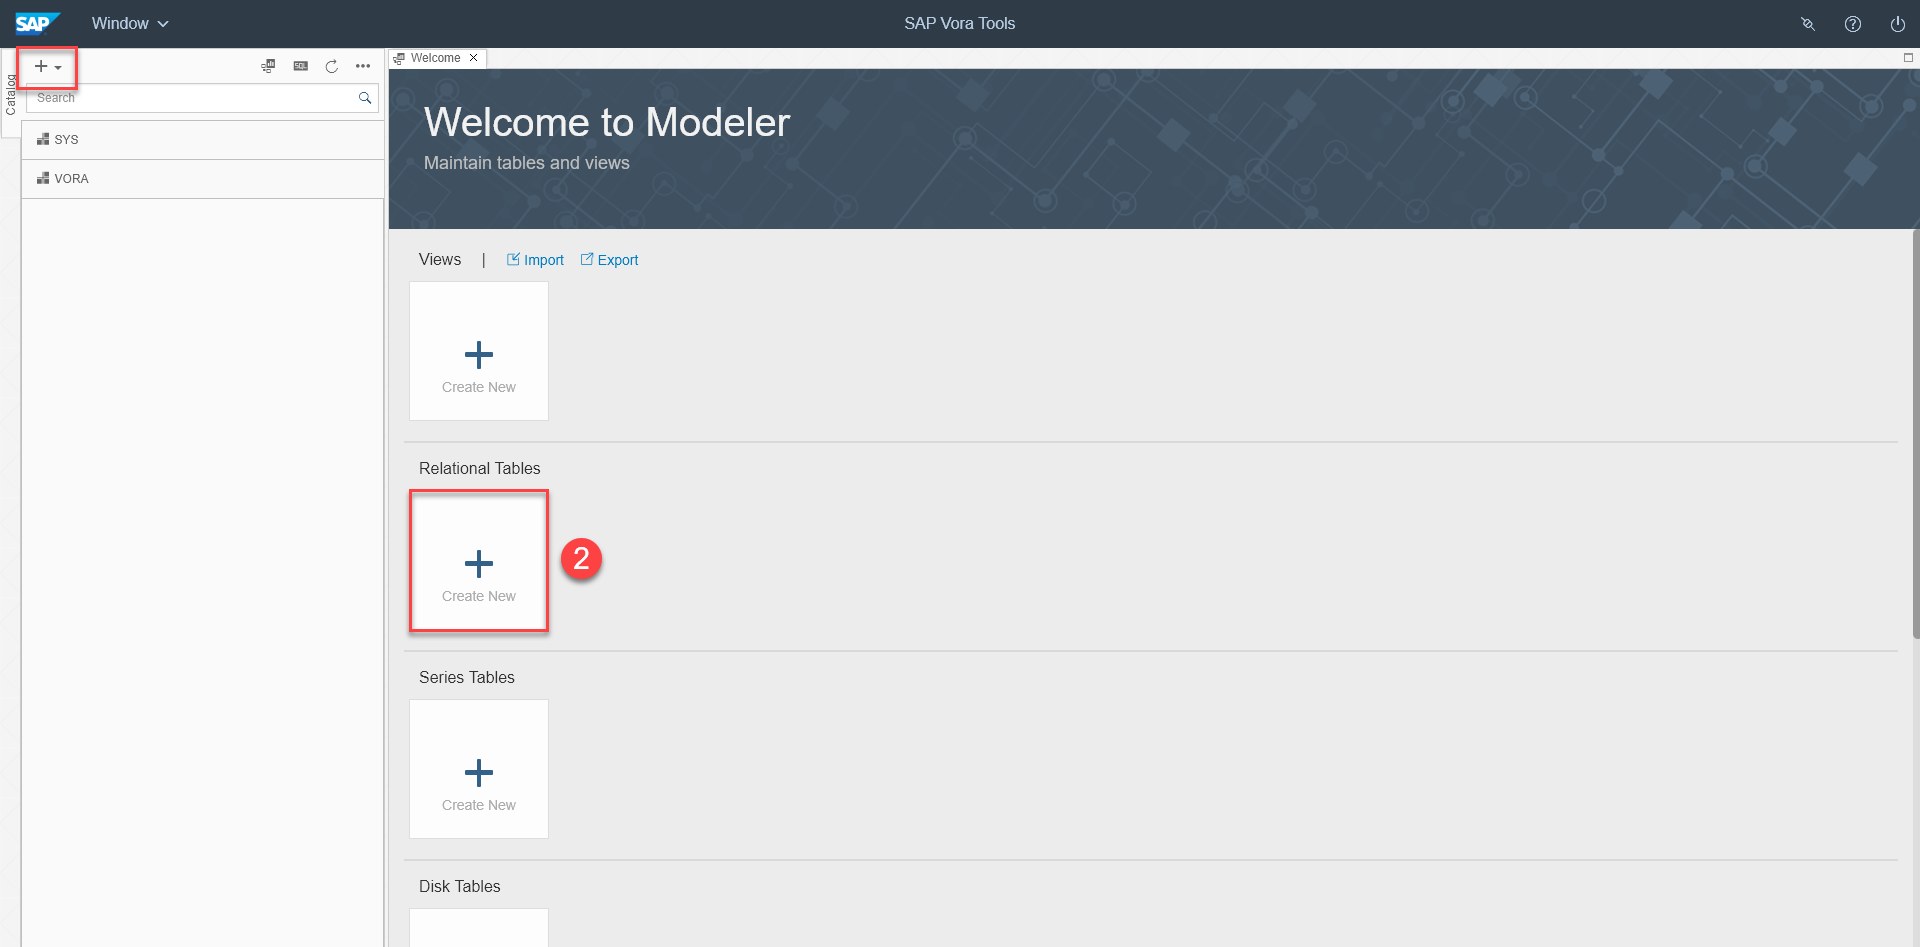 SAP Window SAP Vora Tools
Catalog
Welcome
SQL
Search
SYS
VORA
Welcome to Modeler
Maintain tables and views
Views | Import Export
Create New
Relational Tables
Create New
2
Series Tables
Create New
Disk Tables